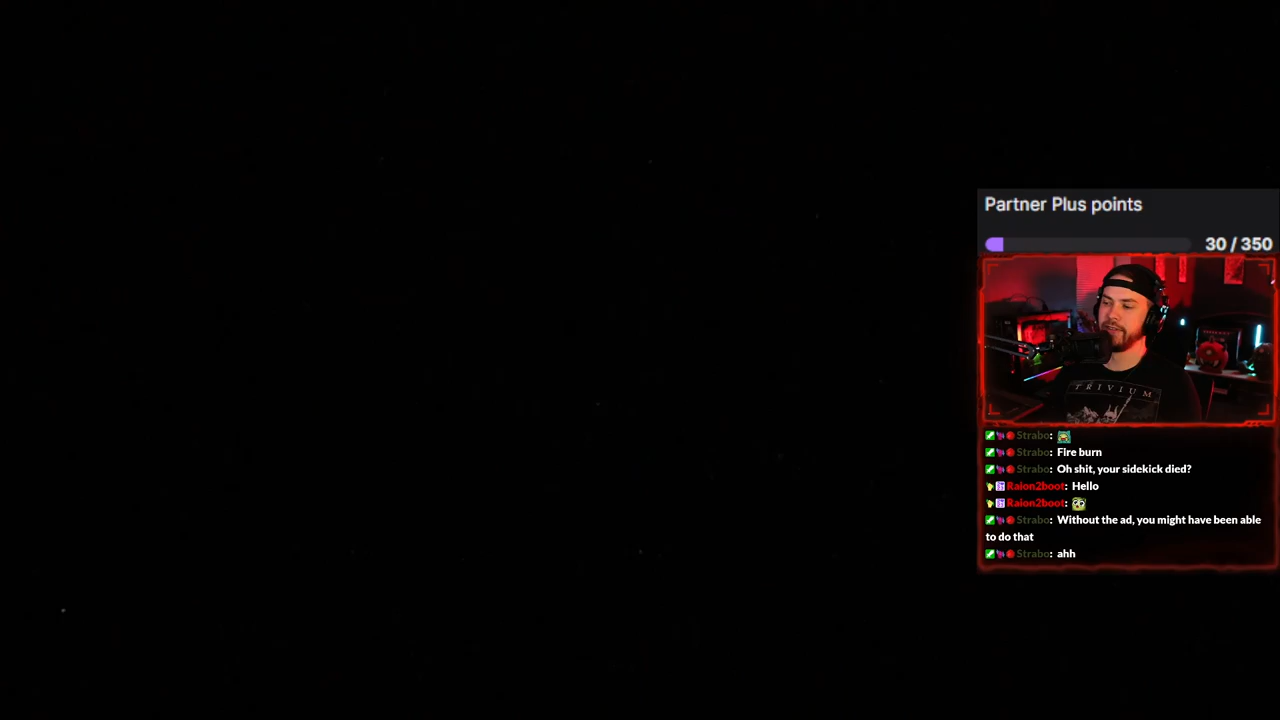 Partner Plus points
30 / 350
TRIVIUM
Strabo:
Strabo: Fire burn
Strabo: Oh shit, your sidekick died?
Raion2boot: Hello
Raion2boot:
Strabo: Without the ad, you might have been able
to do that
Strabo: ahh